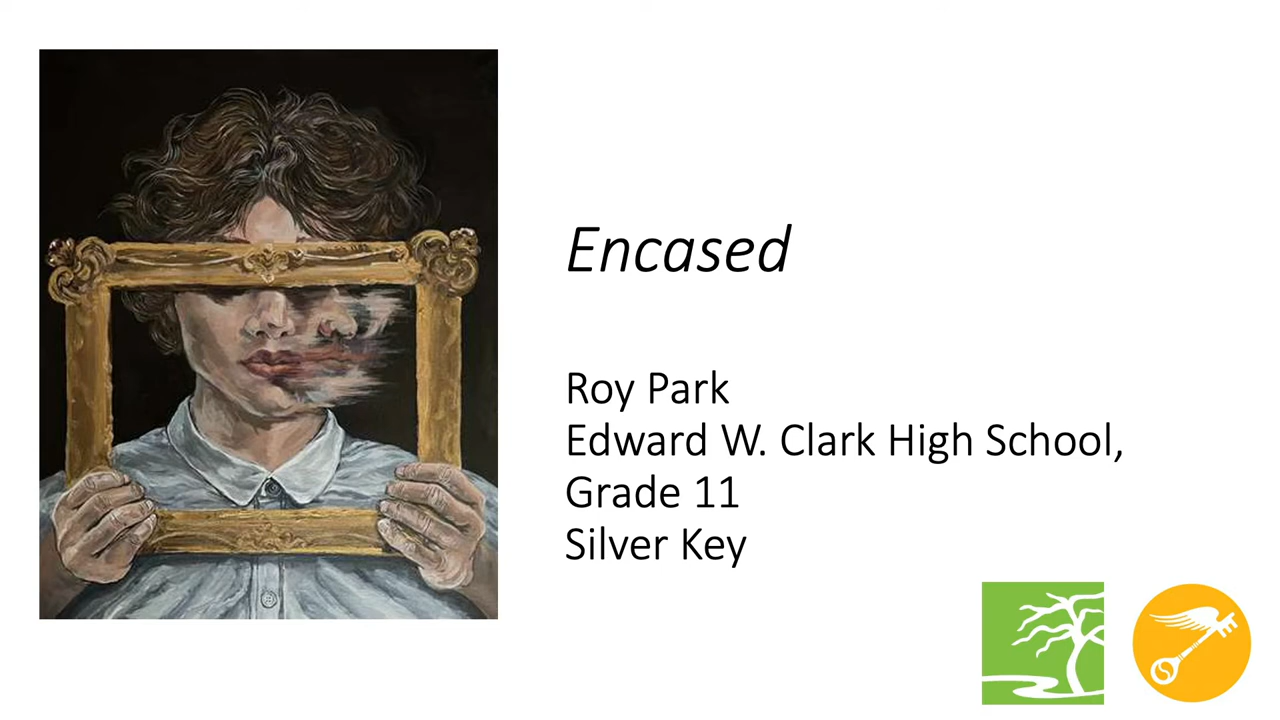 Encased
Roy Park
Edward W. Clark High School,
Grade 11
Silver Key